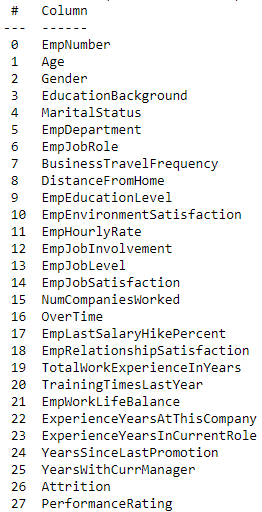 #   Column
---  ------
0   EmpNumber
1   Age
2   Gender
3   EducationBackground
4   MaritalStatus
5   EmpDepartment
6   EmpJobRole
7   BusinessTravelFrequency
8   DistanceFromHome
9   EmpEducationLevel
10  EmpEnvironmentSatisfaction
11  EmpHourlyRate
12  EmpJobInvolvement
13  EmpJobLevel
14  EmpJobSatisfaction
15  NumCompaniesWorked
16  OverTime
17  EmpLastSalaryHikePercent
18  EmpRelationshipSatisfaction
19  TotalWorkExperienceInYears
20  TrainingTimesLastYear
21  EmpWorkLifeBalance
22  ExperienceYearsAtThisCompany
23  ExperienceYearsInCurrentRole
24  YearsSinceLastPromotion
25  YearsWithCurrManager
26  Attrition
27  PerformanceRating